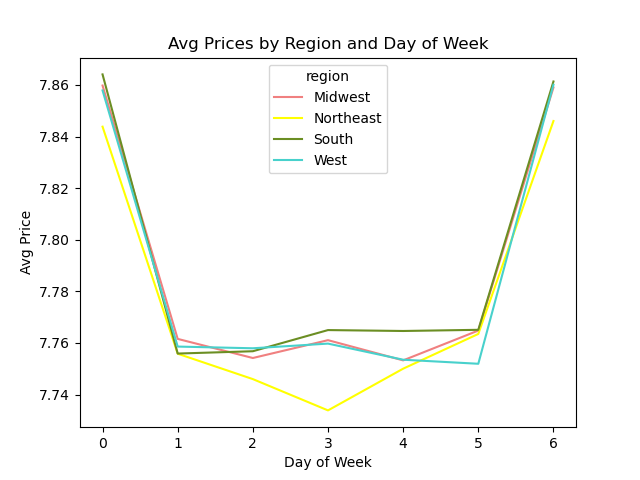 Avg Prices by Region and Day of Week
region
Midwest
Northeast
South
West
Avg Price
7.86
7.84
7.82
7.80
7.78
7.76
7.74
0 1 2 3 4 5 6
Day of Week